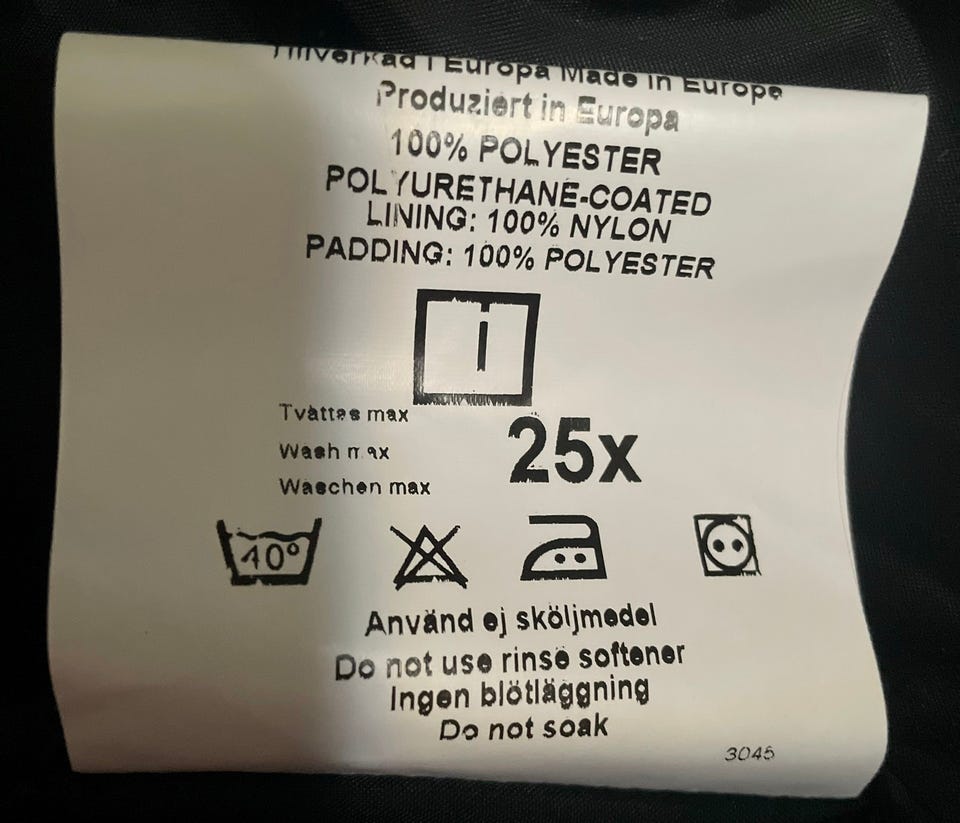 Tillverkad i Europa Made in Europe
Produziert in Europa
100% POLYESTER
POLYURETHANE-COATED
LINING: 100% NYLON
PADDING: 100% POLYESTER
i
Tvättas max
Wash max
Waschen max
25x
40°
Använd ej sköljmedel
Do not use rinse softener
Ingen blötläggning
Do not soak
3045